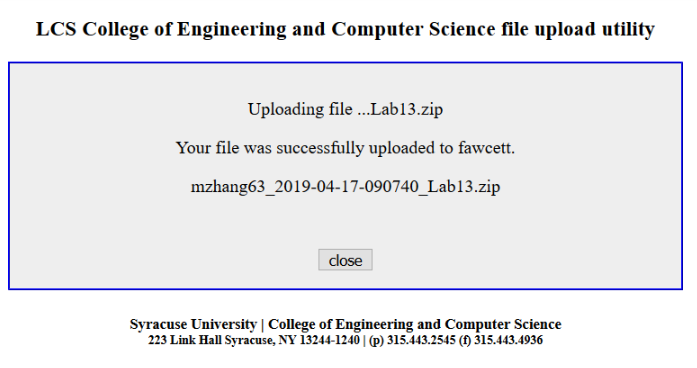 LCS College of Engineering and Computer Science file upload utility
Uploading file ...Lab13.zip
Your file was successfully uploaded to fawcett.
mzhang63_2019-04-17-090740_Lab13.zip
close
Syracuse University | College of Engineering and Computer Science
223 Link Hall Syracuse, NY 13244-1240 | (p) 315.443.2545 (f) 315.443.4936